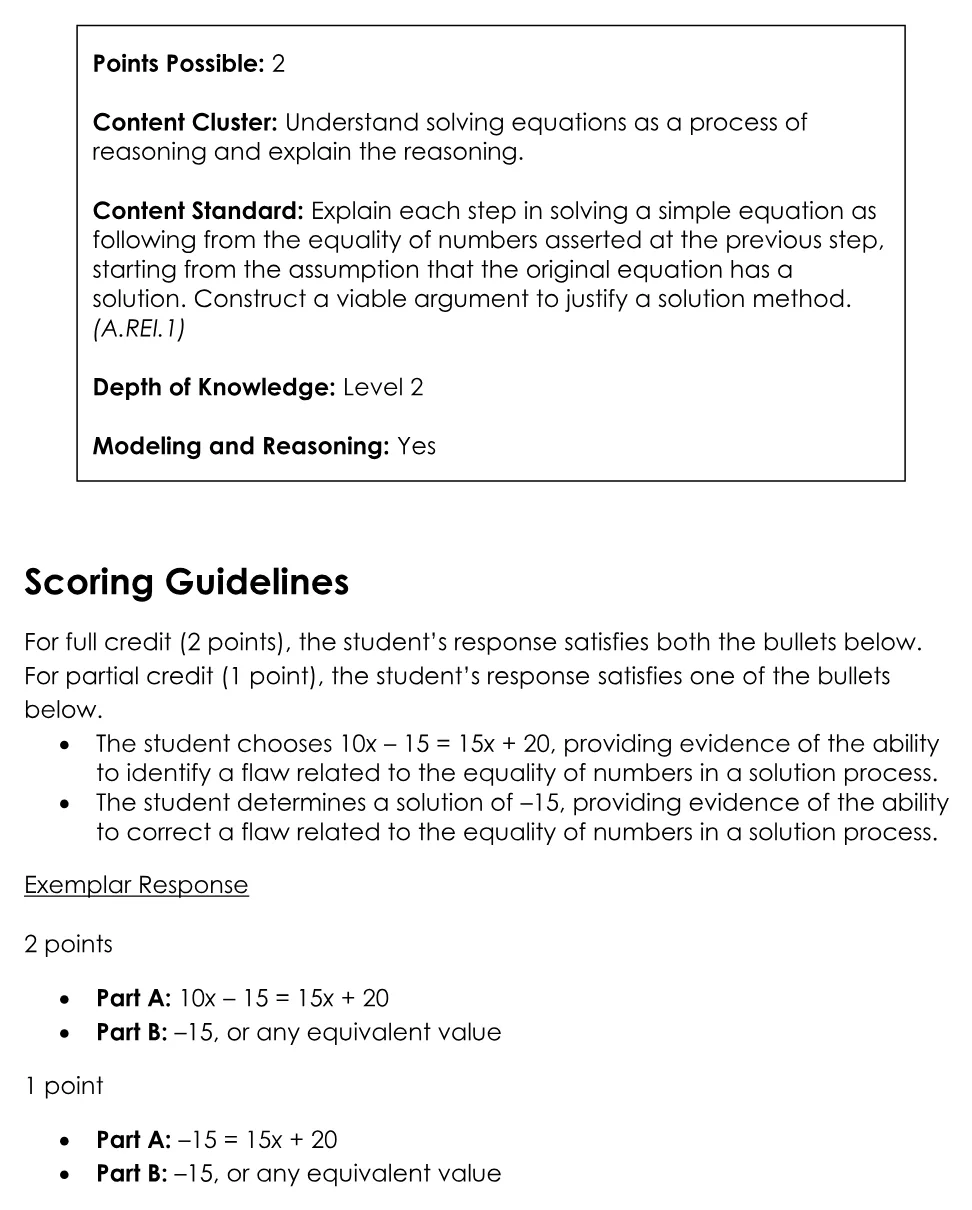 Points Possible: 2
Content Cluster: Understand solving equations as a process of
reasoning and explain the reasoning.
Content Standard: Explain each step in solving a simple equation as
following from the equality of numbers asserted at the previous step,
starting from the assumption that the original equation has a
solution. Construct a viable argument to justify a solution method.
(A.REI.1)
Depth of Knowledge: Level 2
Modeling and Reasoning: Yes
Scoring Guidelines
For full credit (2 points), the student’s response satisfies both the bullets below.
For partial credit (1 point), the student’s response satisfies one of the bullets
below.
• The student chooses 10x – 15 = 15x + 20, providing evidence of the ability
to identify a flaw related to the equality of numbers in a solution process.
• The student determines a solution of –15, providing evidence of the ability
to correct a flaw related to the equality of numbers in a solution process.
Exemplar Response
2 points
• Part A: 10x – 15 = 15x + 20
• Part B: –15, or any equivalent value
1 point
• Part A: –15 = 15x + 20
• Part B: –15, or any equivalent value